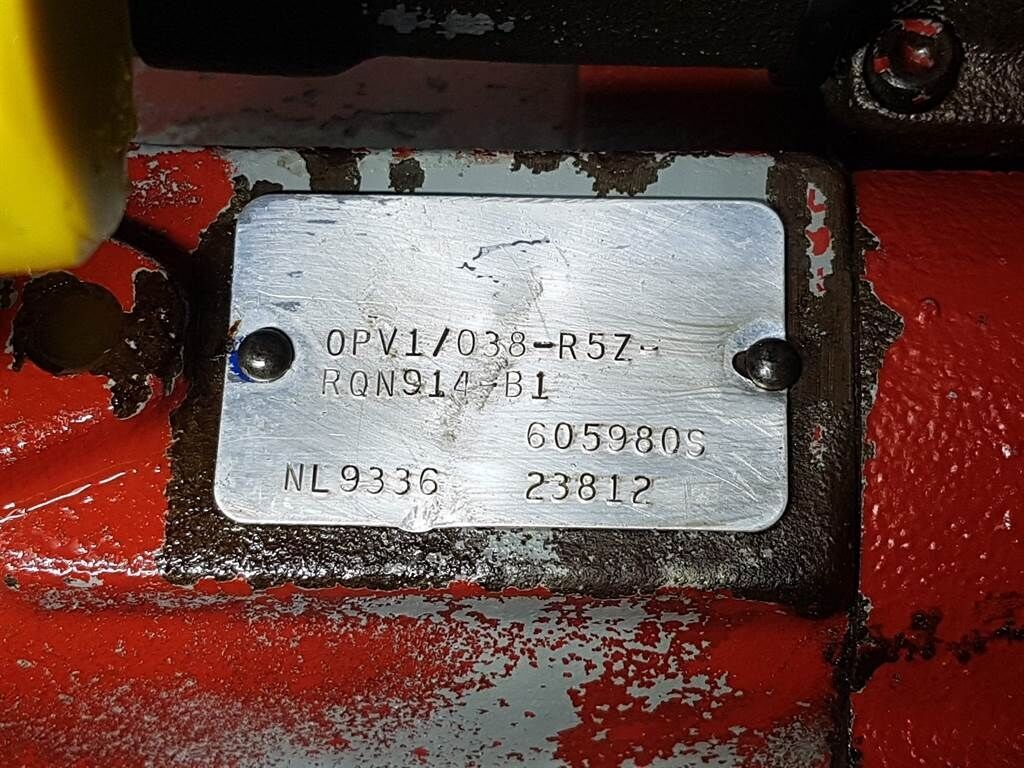 OPV1/038-R5Z-
RQN914-B1
605980S
NL9336 23812